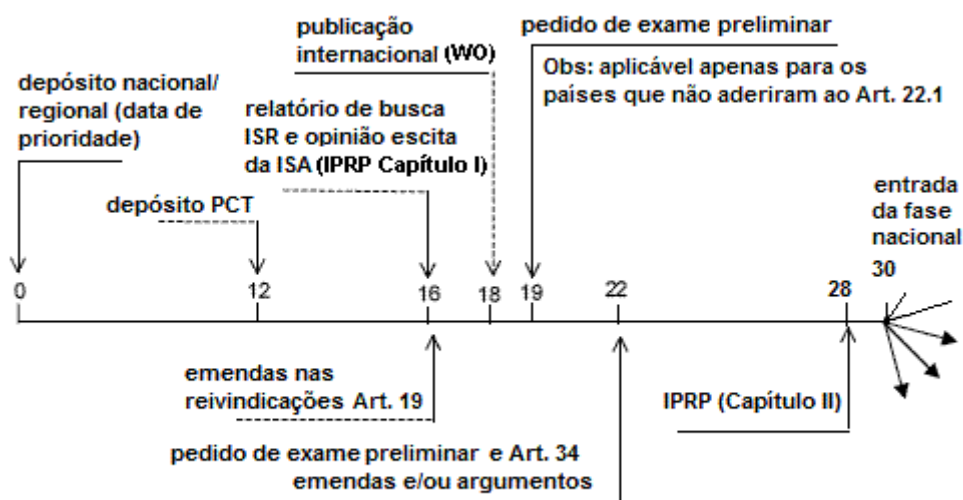 depósito nacional/
regional (data de
prioridade)
depósito PCT
relatório de busca
ISR e opinião escita
da ISA (IPRP Capítulo I)
publicação
internacional (WO)
pedido de exame preliminar
Obs: aplicável apenas para os
países que não aderiram ao Art. 22.1
entrada
da fase
nacional
0 12 16 18 19 22 28 30
emendas nas
reivindicações Art. 19
pedido de exame preliminar e Art. 34
emendas e/ou argumentos
IPRP (Capítulo II)